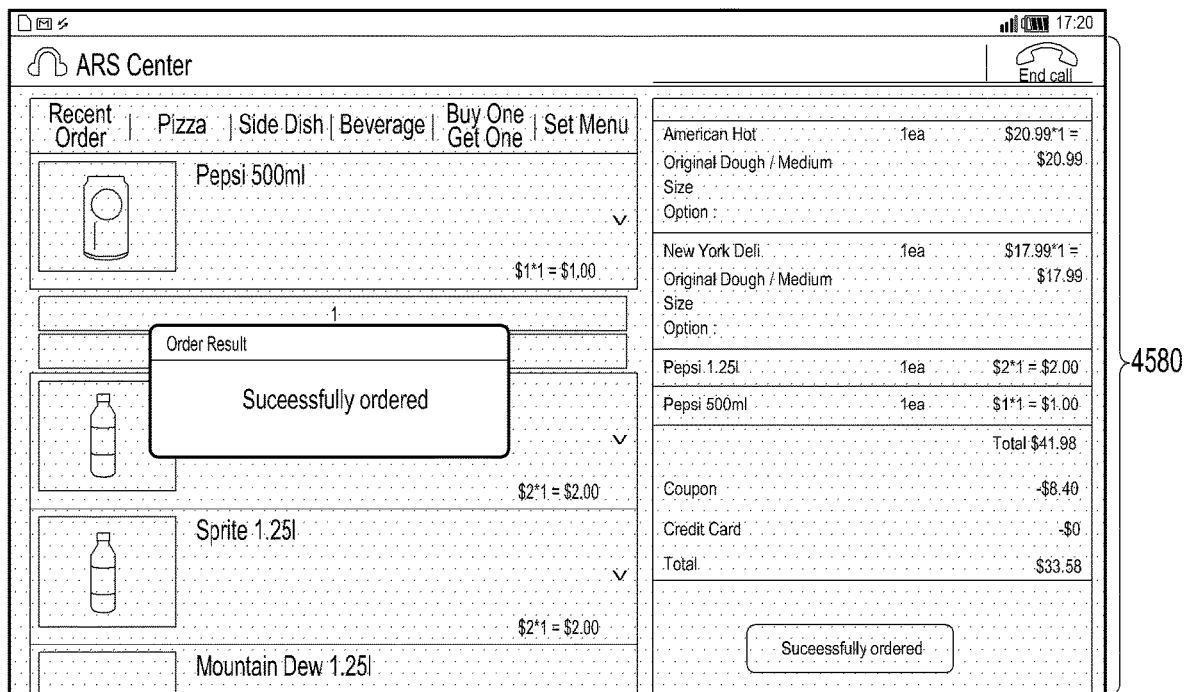 17:20
ARS Center
End call
Recent Order | Pizza | Side Dish | Beverage | Buy One Get One | Set Menu
Pepsi 500ml
$1*1 = $1.00
1
Order Result
Suceessfully ordered
$2*1 = $2.00
Sprite 1.25l
$2*1 = $2.00
Mountain Dew 1.25l
American Hot 1ea $20.99*1 =
Original Dough / Medium $20.99
Size
Option :
New York Deli 1ea $17.99*1 =
Original Dough / Medium $17.99
Size
Option :
Pepsi 1.25l 1ea $2*1 = $2.00
Pepsi 500ml 1ea $1*1 = $1.00
Total $41.98
Coupon -$8.40
Credit Card -$0
Total $33.58
Suceessfully ordered
4580